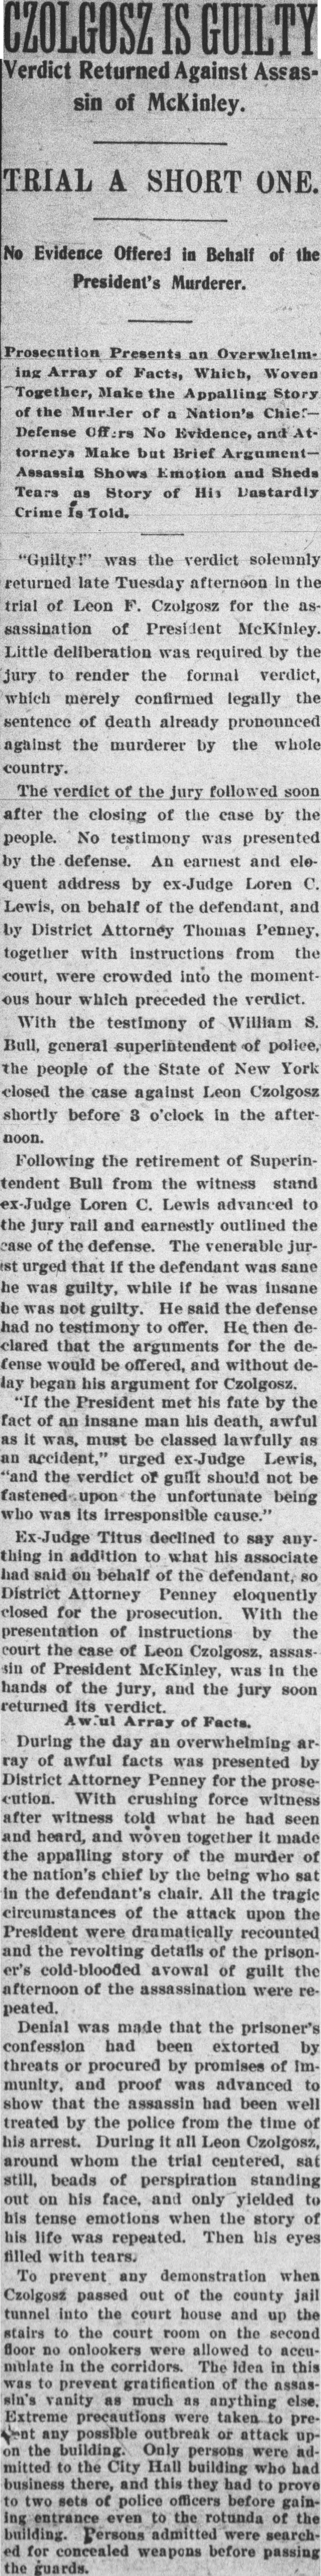 CZOLGOSZ IS GUILTY
Verdict Returned Against Assas-
sin of McKinley.
TRIAL A SHORT ONE.
No Evidence Offered in Behalf of the
President's Murderer.
Prosecution Presents an Overwhelm-
ing Array of Facts, Which, Woven
Together, Make the Appalling Story
of the Murder of a Nation's Chief—
Defense Offers No Evidence, and At-
torneys Make but Brief Argument—
Assassin Shows Emotion and Sheds
Tears as Story of His Dastardly
Crime Is Told.
"Guilty!" was the verdict solemnly
returned late Tuesday afternoon in the
trial of Leon F. Czolgosz for the as-
sassination of President McKinley.
Little deliberation was required by the
jury to render the formal verdict,
which merely confirmed legally the
sentence of death already pronounced
against the murderer by the whole
country.
The verdict of the jury followed soon
after the closing of the case by the
people. No testimony was presented
by the defense. An earnest and elo-
quent address by ex-Judge Loren C.
Lewis, on behalf of the defendant, and
by District Attorney Thomas Penney,
together with instructions from the
court, were crowded into the moment-
ous hour which preceded the verdict.
With the testimony of William S.
Bull, general superintendent of police,
the people of the State of New York
closed the case against Leon Czolgosz
shortly before 3 o'clock in the after-
noon.
Following the retirement of Superin-
tendent Bull from the witness stand
ex-Judge Loren C. Lewis advanced to
the jury rail and earnestly outlined the
case of the defense. The venerable jur-
ist urged that if the defendant was sane
he was guilty, while if he was insane
he was not guilty. He said the defense
had no testimony to offer. He then de-
clared that the arguments for the de-
fense would be offered, and without de-
lay began his argument for Czolgosz.
"If the President met his fate by the
fact of an insane man his death, awful
as it was, must be classed lawfully as
an accident," urged ex-Judge Lewis,
"and the verdict of guilt should not be
fastened upon the unfortunate being
who was its irresponsible cause."
Ex-Judge Titus declined to say any-
thing in addition to what his associate
had said on behalf of the defendant, so
District Attorney Penney eloquently
closed for the prosecution. With the
presentation of instructions by the
court the case of Leon Czolgosz, assas-
sin of President McKinley, was in the
hands of the jury, and the jury soon
returned its verdict.
Awful Array of Facts.
During the day an overwhelming ar-
ray of awful facts was presented by
District Attorney Penney for the prose-
cution. With crushing force witness
after witness told what he had seen
and heard, and woven together it made
the appalling story of the murder of
the nation's chief by the being who sat
in the defendant's chair. All the tragic
circumstances of the attack upon the
President were dramatically recounted
and the revolting details of the prison-
er's cold-blooded avowal of guilt the
afternoon of the assassination were re-
peated.
Denial was made that the prisoner's
confession had been extorted by
threats or procured by promises of im-
munity, and proof was advanced to
show that the assassin had been well
treated by the police from the time of
his arrest. During it all Leon Czolgosz,
around whom the trial centered, sat
still, beads of perspiration standing
out on his face, and only yielded to
his tense emotions when the story of
his life was repeated. Then his eyes
filled with tears.
To prevent any demonstration when
Czolgosz passed out of the county jail
tunnel into the court house and up the
stairs to the court room on the second
floor no onlookers were allowed to accu-
mulate in the corridors. The idea in this
was to prevent gratification of the assas-
sin's vanity as much as anything else.
Extreme precautions were taken to pre-
vent any possible outbreak or attack up-
on the building. Only persons were ad-
mitted to the City Hall building who had
business there, and this they had to prove
to two sets of police officers before gain-
ing entrance even to the rotunda of the
building. Persons admitted were search-
ed for concealed weapons before passing
the guards.